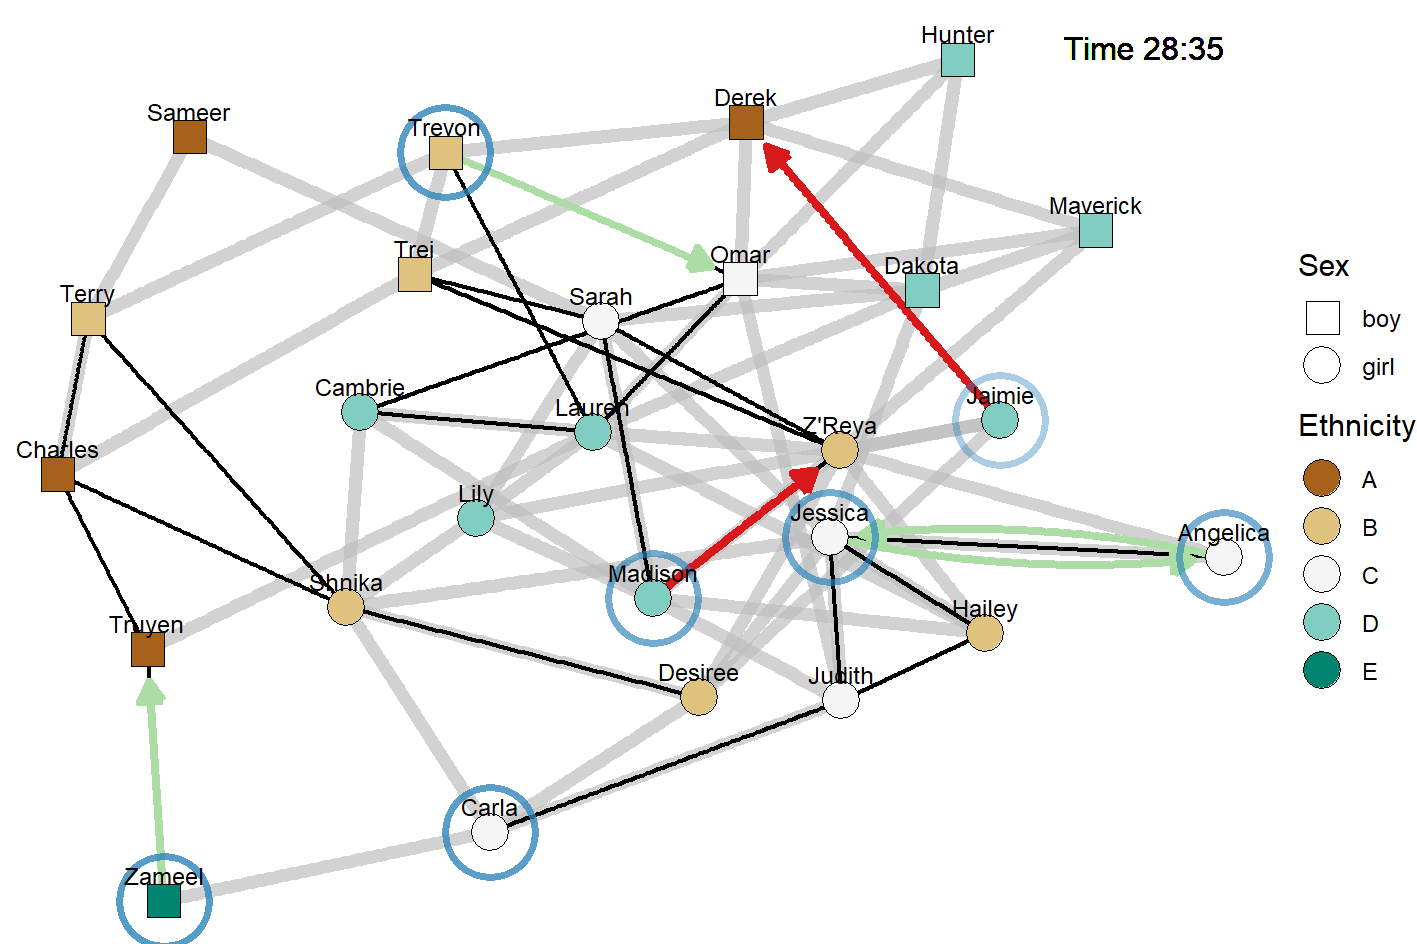 Hunter
Time 28:35
Derek
Sameer
Trevon
Maverick
Trei
Omar
Dakota
Sex
Terry
Sarah
boy
girl
Cambrie
Jaimie
Lauren
Z'Reya
Ethnicity
Charles
A
Lily
Jessica
B
Angelica
C
Shnika
Madison
Hailey
D
Truyen
Desiree
Judith
E
Carla
Zameel